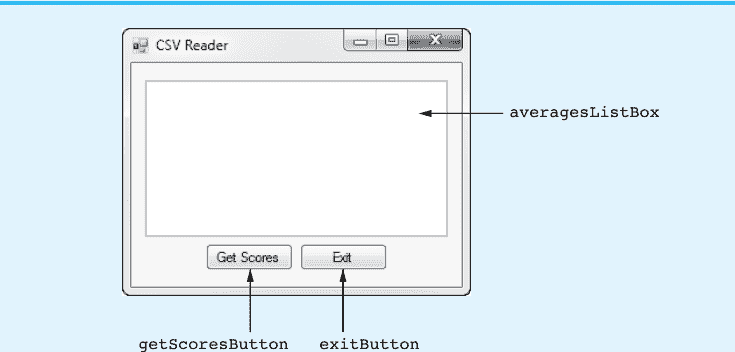 CSV Reader
averagesListBox
Get Scores
Exit
getScoresButton
exitButton